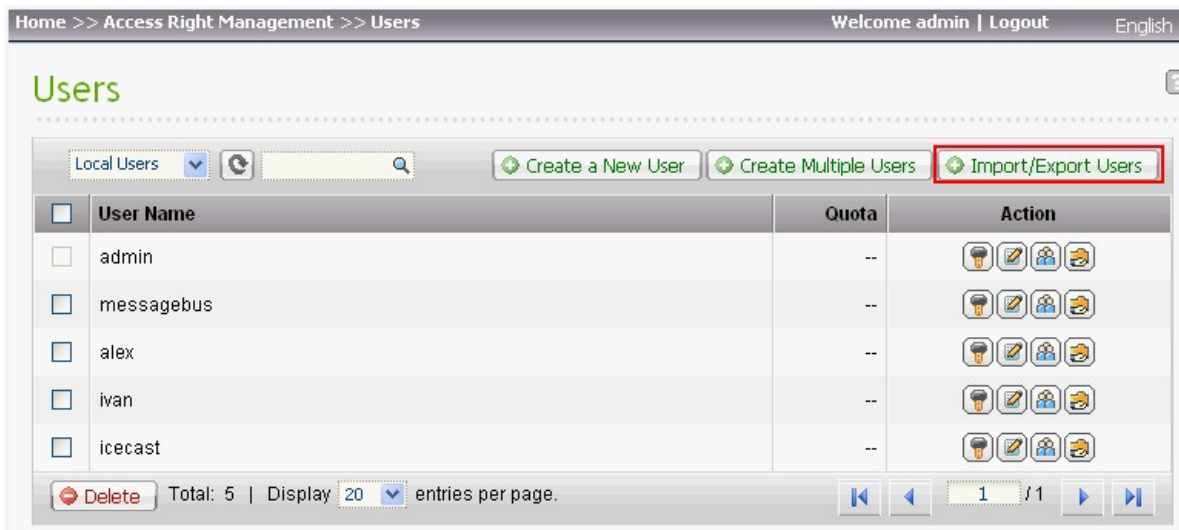 Home >> Access Right Management >> Users Welcome admin | Logout English
Users
Local Users Create a New User Create Multiple Users Import/Export Users
User Name Quota Action
admin --
messagebus --
alex --
ivan --
icecast --
Delete Total: 5 | Display 20 entries per page. 1 / 1